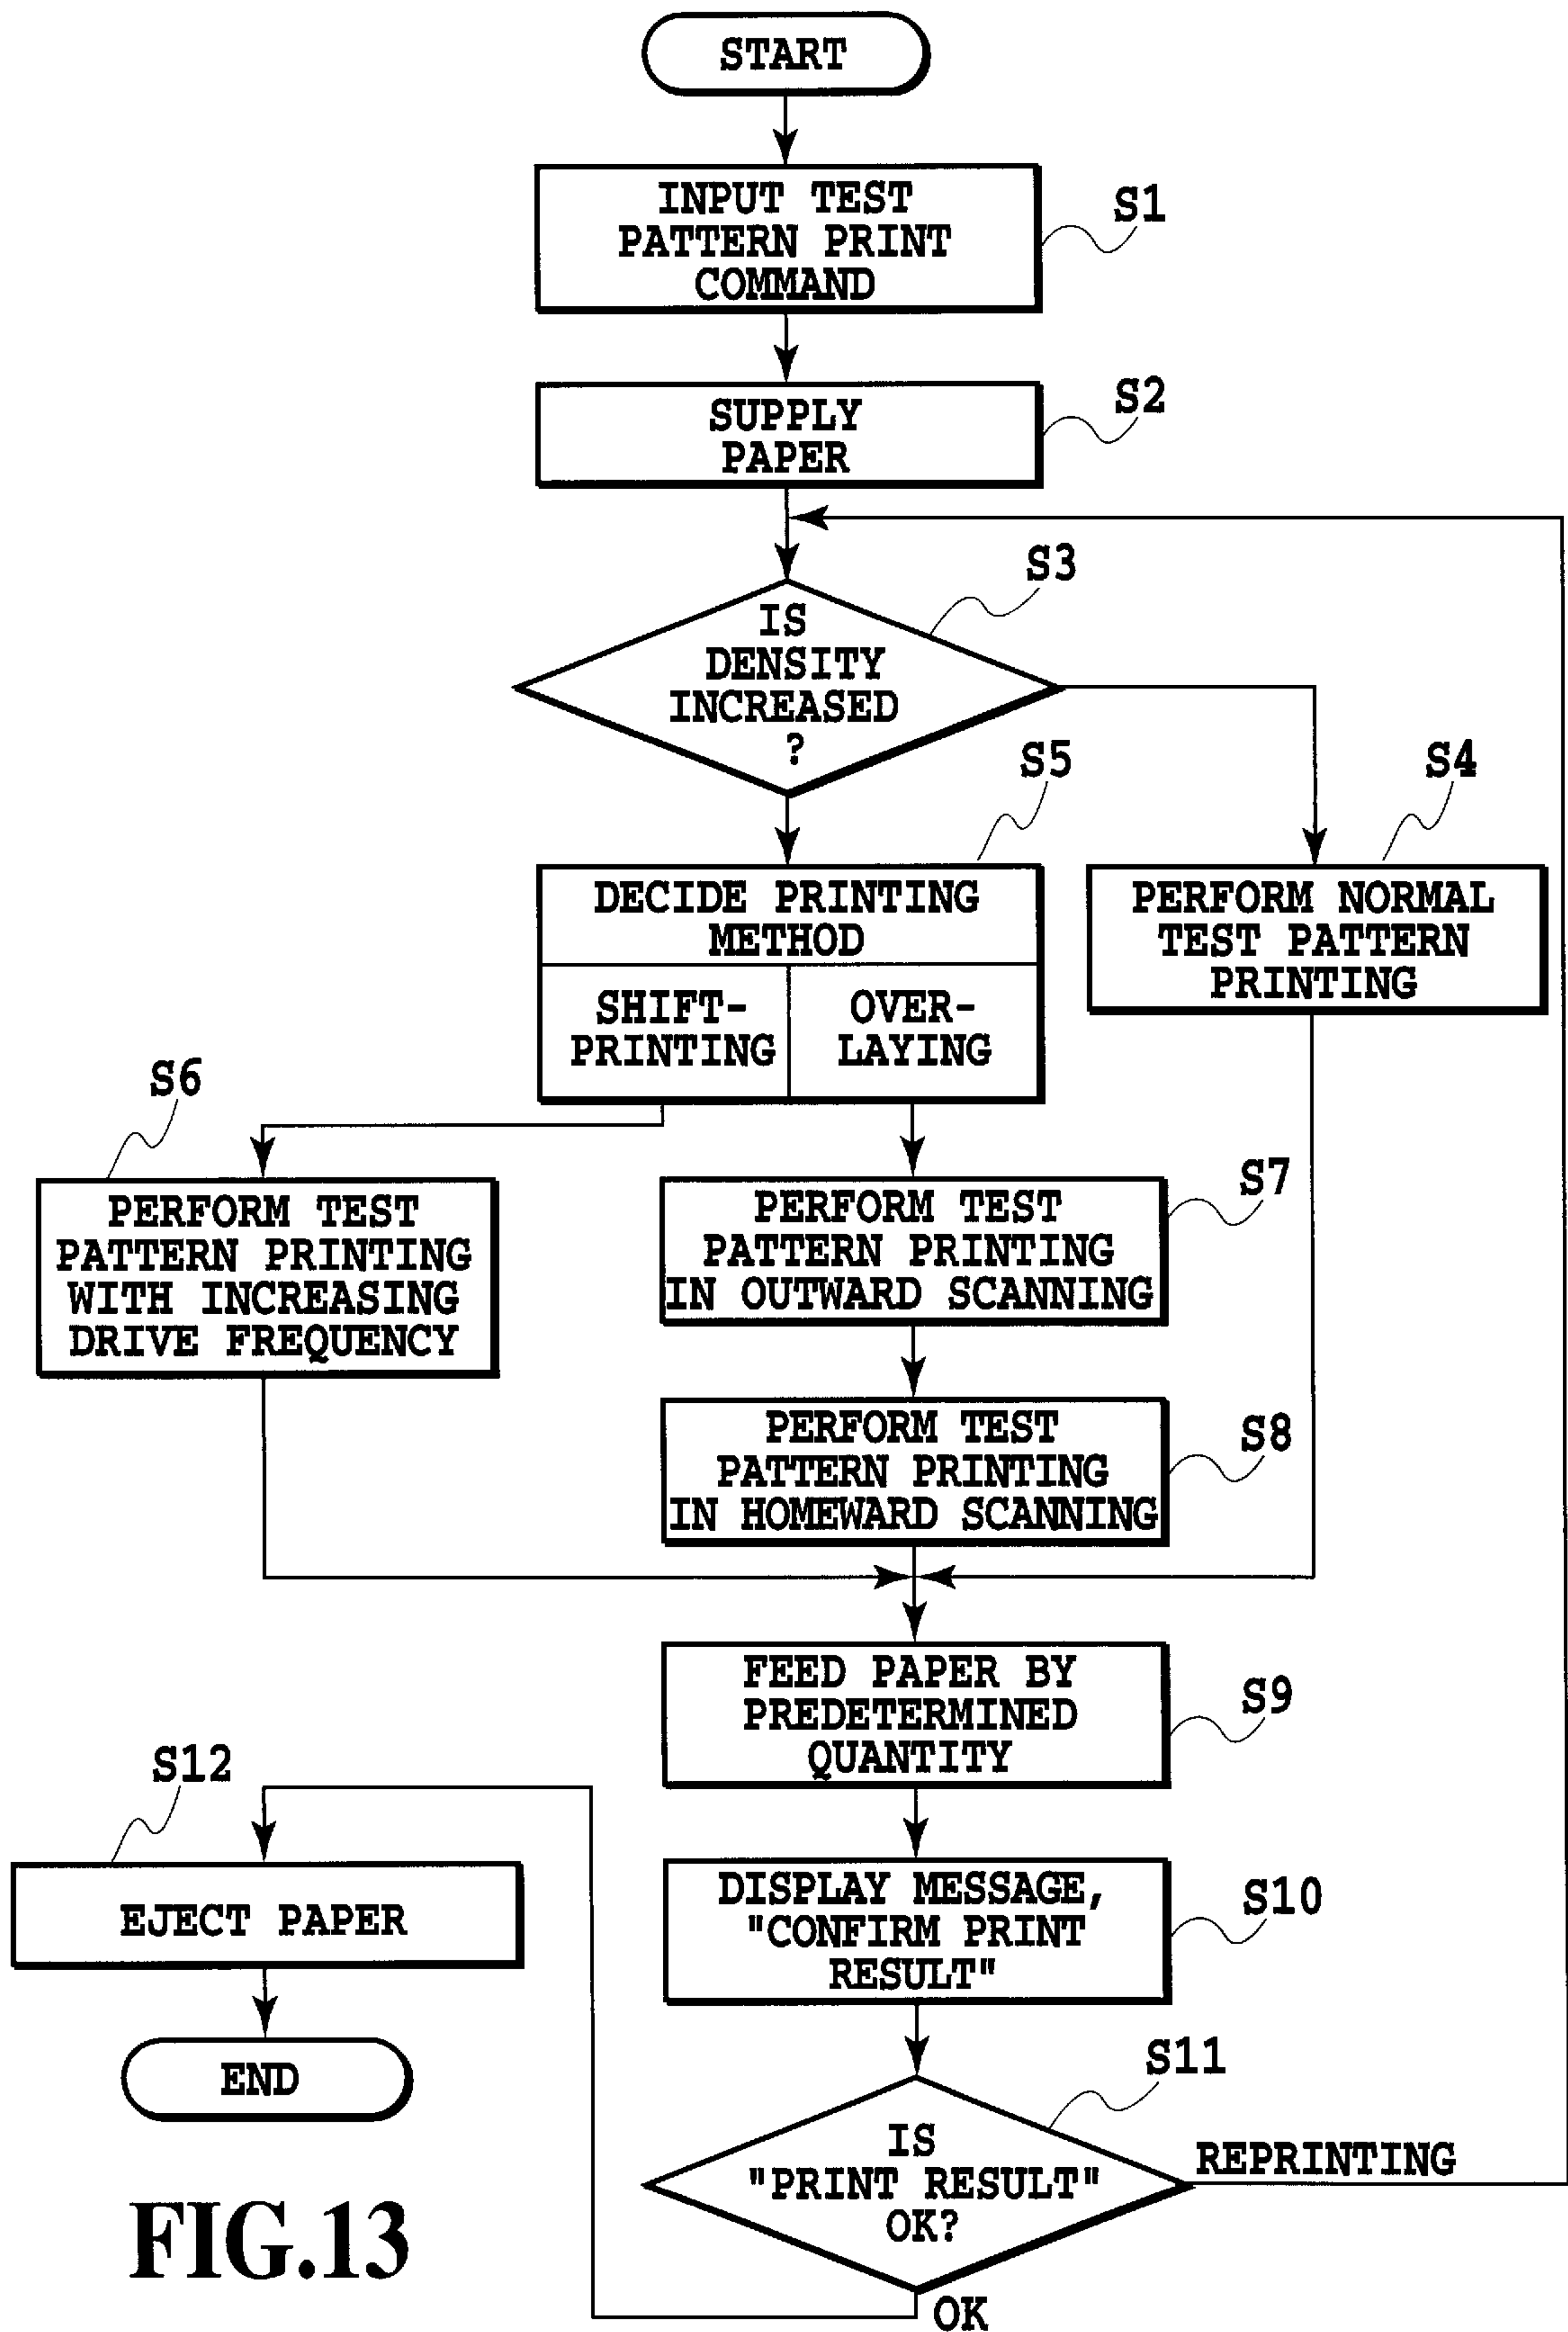 START
INPUT TEST
PATTERN PRINT
COMMAND
S1
SUPPLY
PAPER
S2
IS
DENSITY
INCREASED
?
S3
S5
DECIDE PRINTING
METHOD
SHIFT-
PRINTING
OVER-
LAYING
S4
PERFORM NORMAL
TEST PATTERN
PRINTING
S6
PERFORM TEST
PATTERN PRINTING
WITH INCREASING
DRIVE FREQUENCY
PERFORM TEST
PATTERN PRINTING
IN OUTWARD SCANNING
S7
PERFORM TEST
PATTERN PRINTING
IN HOMEWARD SCANNING
S8
FEED PAPER BY
PREDETERMINED
QUANTITY
S9
DISPLAY MESSAGE,
"CONFIRM PRINT
RESULT"
S10
IS
"PRINT RESULT"
OK?
S11
REPRINTING
OK
S12
EJECT PAPER
END
FIG.13